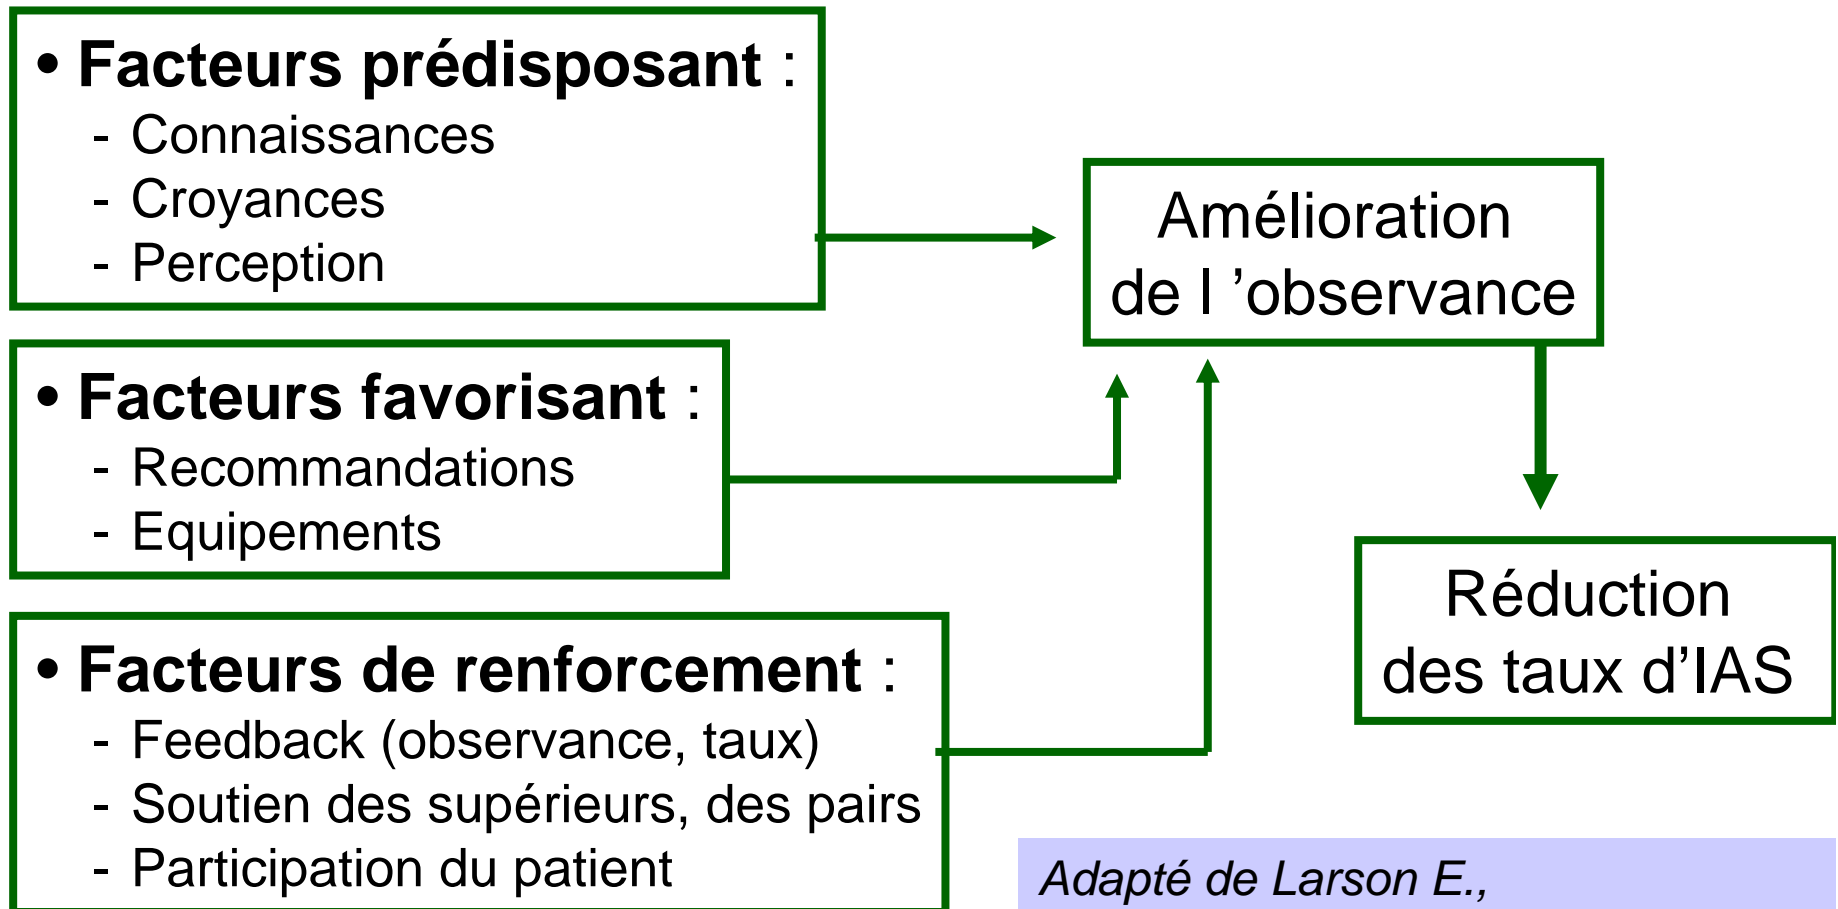 • Facteurs prédisposant :
- Connaissances
- Croyances
- Perception
• Facteurs favorisant :
- Recommandations
- Equipements
• Facteurs de renforcement :
- Feedback (observance, taux)
- Soutien des supérieurs, des pairs
- Participation du patient
Amélioration
de l ’observance
Réduction
des taux d’IAS
Adapté de Larson E.,